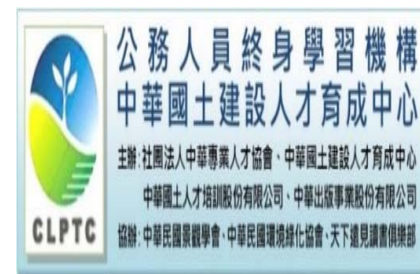 公務人員終身學習機構
中華國土建設人才育成中心
主辦:社團法人中華專業人才協會、中華國土建設人才育成中心
中華國土人才培訓股份有限公司、中華出版事業股份有限公司
協辦:中華民國景觀學會、中華民國環境綠化協會、天下遠見讀書俱樂部
CLPTC